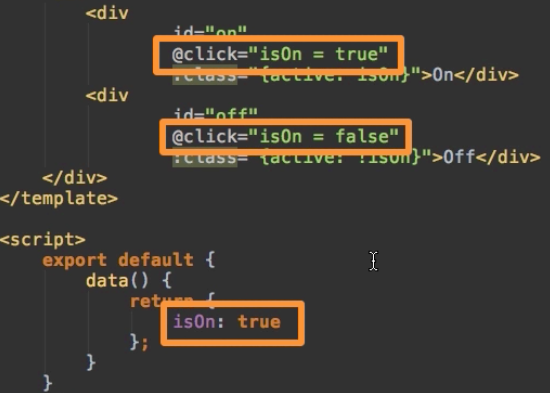 <div
id="on"
@click="isOn = true"
:class="{active: isOn}">On</div>
<div
id="off"
@click="isOn = false"
:class="{active: !isOn}">Off</div>
</div>
</template>
<script>
export default {
data() {
return {
isOn: true
};
}
}